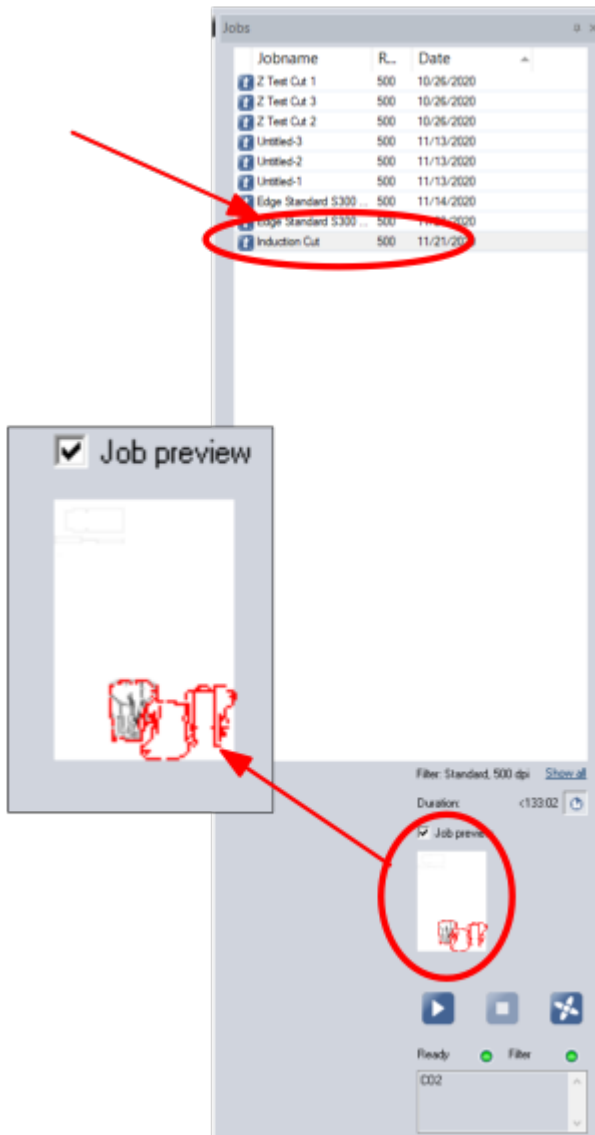 Jobs
Jobname R... Date
Z Test Cut 1 500 10/26/2020
Z Test Cut 3 500 10/26/2020
Z Test Cut 2 500 10/26/2020
Untitled-3 500 11/13/2020
Untitled-2 500 11/13/2020
Untitled-1 500 11/13/2020
Edge Standard S300 ... 500 11/14/2020
Edge Standard S300 ... 500
Induction Cut 500 11/21/2020
Job preview
Filter: Standard, 500 dpi Show all
Duration: <133:02
Job preview
Ready Filter
CO2